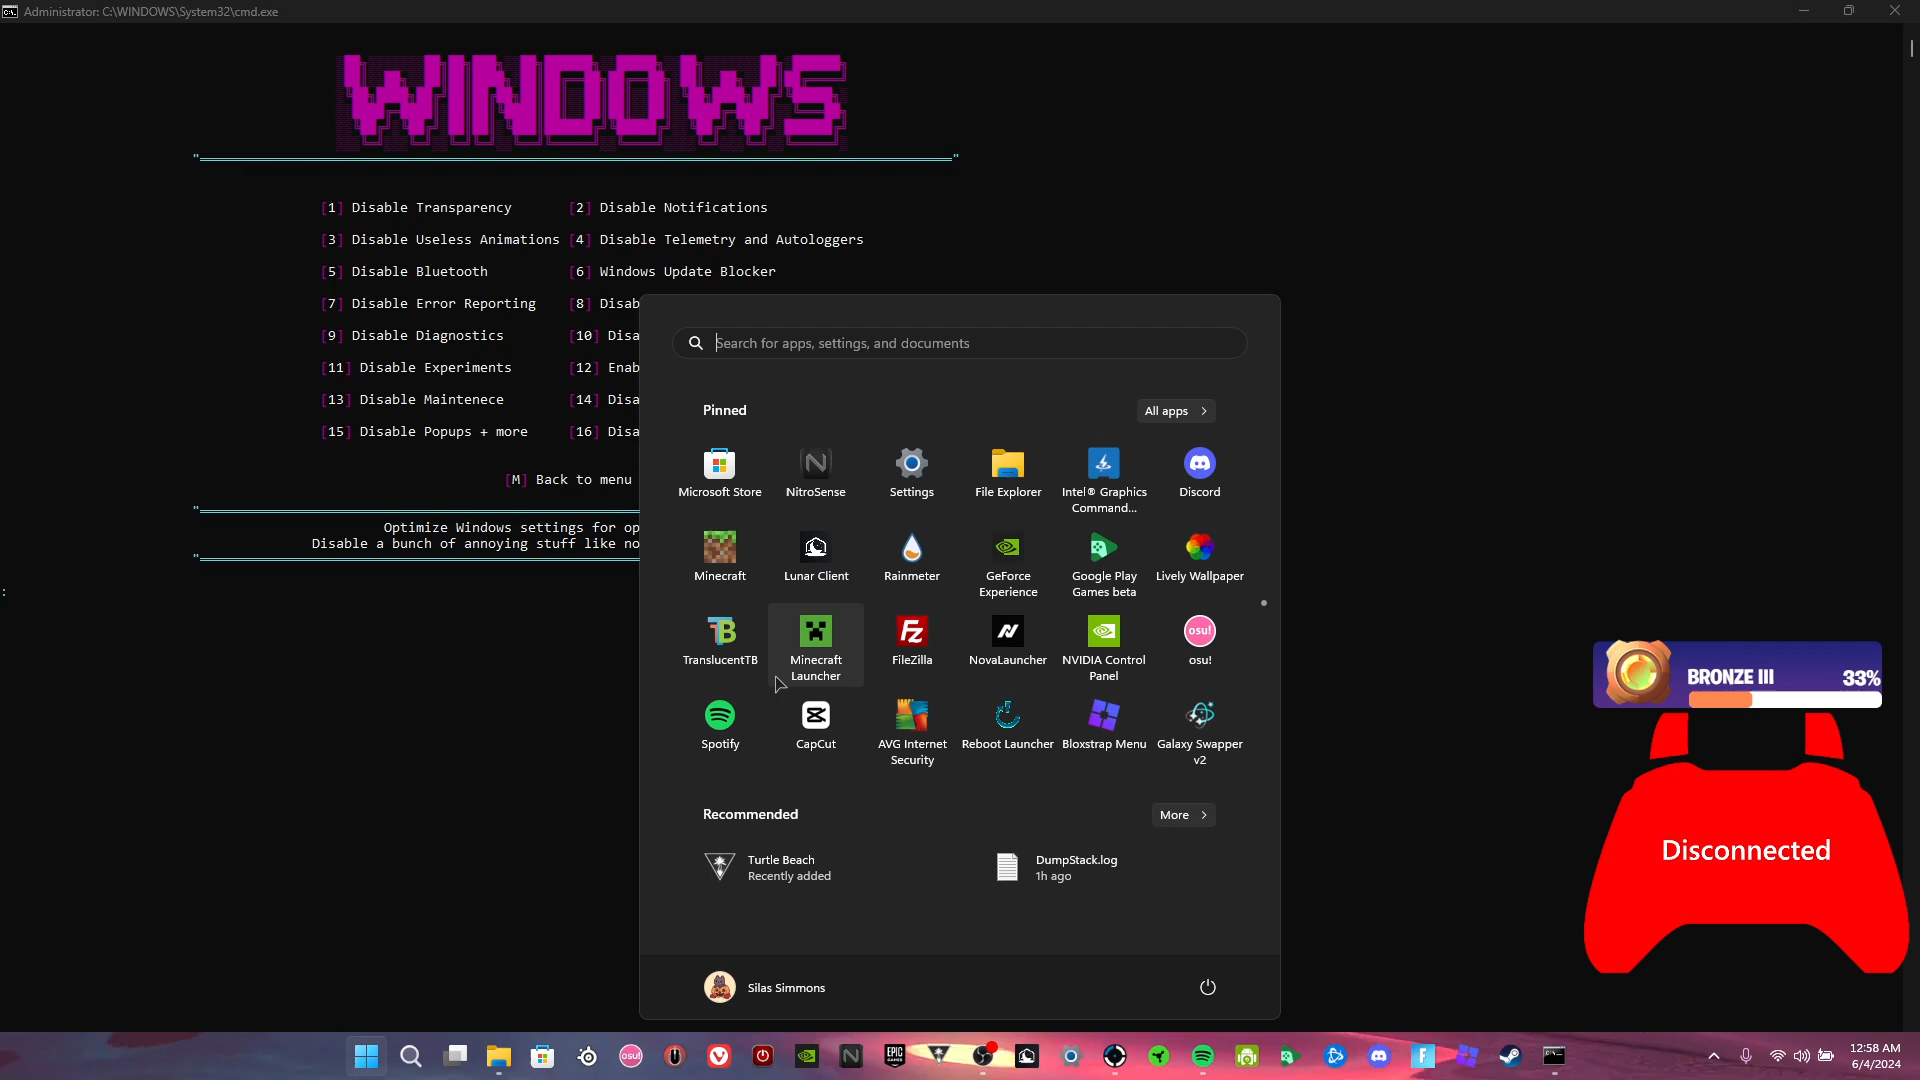 Administrator: C:\WINDOWS\System32\cmd.exe
WINDOWS
[1] Disable Transparency [2] Disable Notifications
[3] Disable Useless Animations [4] Disable Telemetry and Autologgers
[5] Disable Bluetooth [6] Windows Update Blocker
[7] Disable Error Reporting [8] Disab
[9] Disable Diagnostics [10] Disa
[11] Disable Experiments [12] Enab
[13] Disable Maintenece [14] Disa
[15] Disable Popups + more [16] Disa
[M] Back to menu
Optimize Windows settings for op
Disable a bunch of annoying stuff like no
:
Search for apps, settings, and documents
Pinned All apps >
Microsoft Store NitroSense Settings File Explorer Intel® Graphics Command... Discord
Minecraft Lunar Client Rainmeter GeForce Experience Google Play Games beta Lively Wallpaper
TranslucentTB Minecraft Launcher FileZilla NovaLauncher NVIDIA Control Panel osu! osu!
Spotify CapCut AVG Internet Security Reboot Launcher Bloxstrap Menu Galaxy Swapper v2
Recommended More >
Turtle Beach DumpStack.log
Recently added 1h ago
Silas Simmons
BRONZE III 33%
Disconnected
osu! EPIC GAMES
12:58 AM
6/4/2024